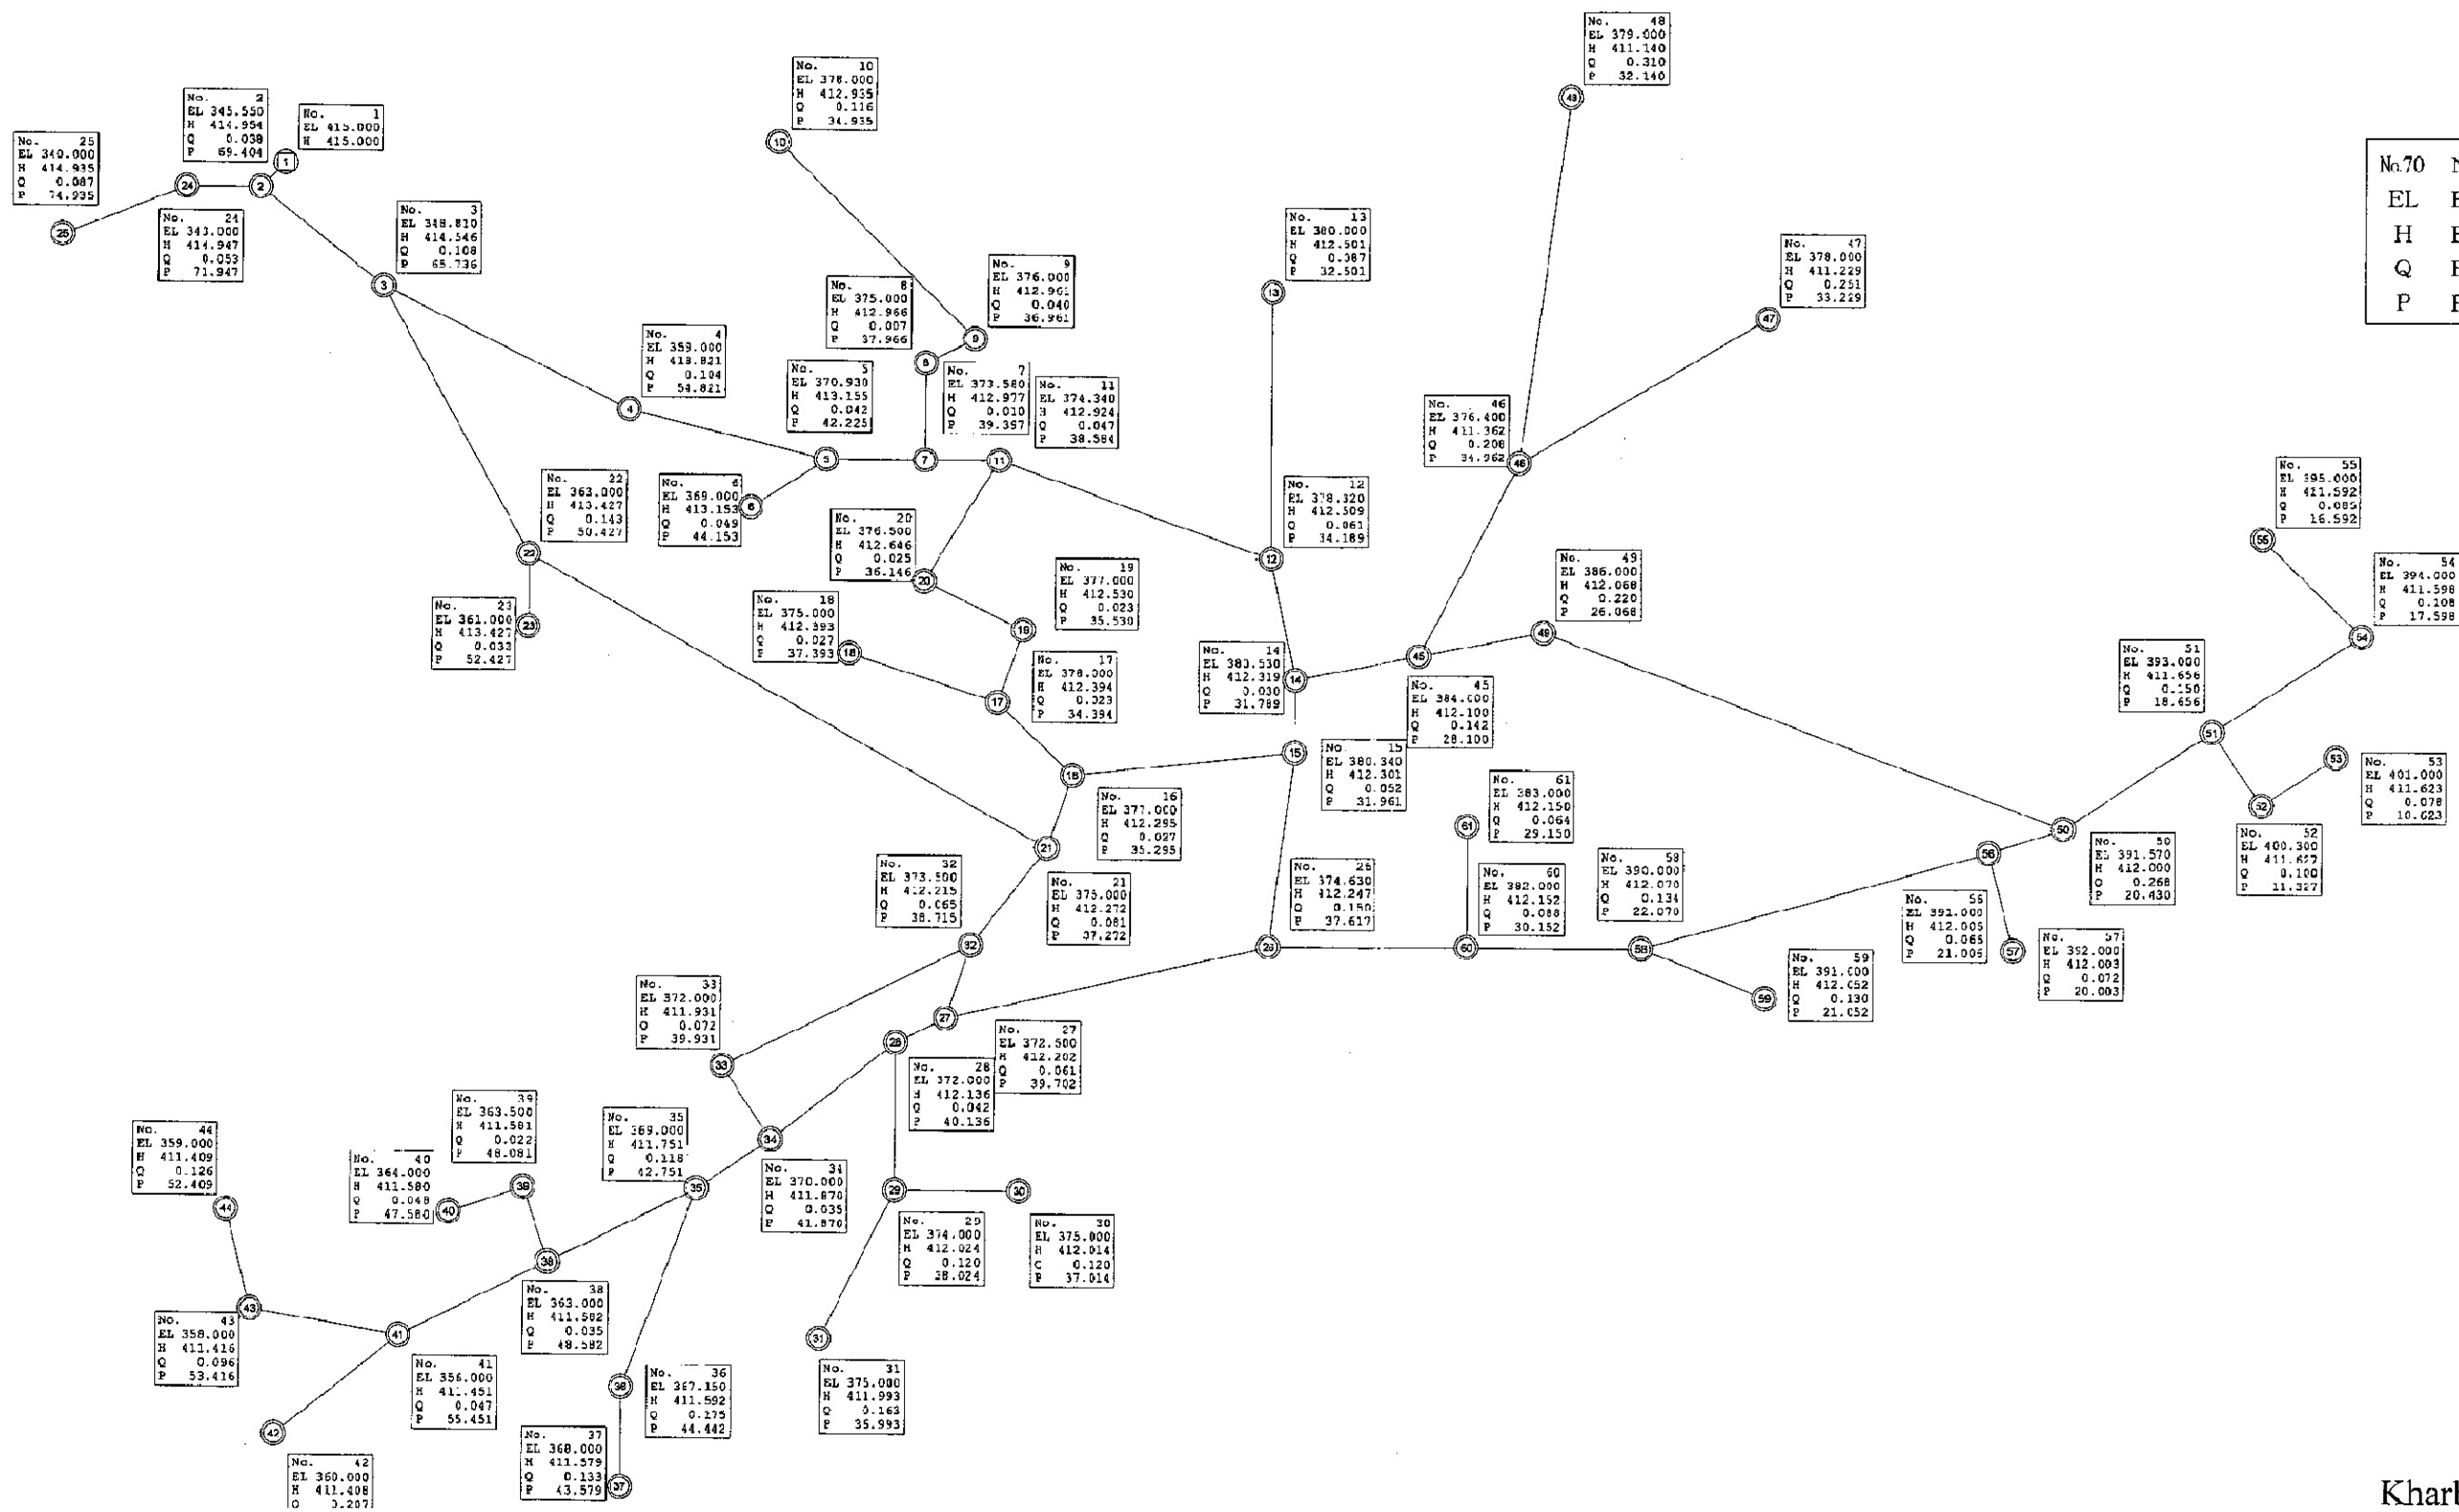 No. 48
EL 379.000
H 411.140
Q 0.310
P 32.140
No. 10
EL 378.000
H 412.935
Q 0.116
P 34.935
No. 2
EL 345.550
H 414.954
Q 0.038
P 69.404
No. 1
EL 415.000
H 415.000
No. 25
EL 340.000
H 414.935
Q 0.087
P 74.935
No. 24
EL 343.000
H 414.947
Q 0.053
P 71.947
No. 3
EL 348.810
H 414.546
Q 0.108
P 65.736
No. 13
EL 380.000
H 412.501
Q 0.087
P 32.501
No. 47
EL 378.000
H 411.229
Q 0.251
P 33.229
No.70
EL
H
Q
P
No. 9
EL 376.000
H 412.961
Q 0.040
P 36.961
No. 8
EL 375.000
H 412.966
Q 0.007
P 37.966
No. 4
EL 359.000
H 413.821
Q 0.104
P 54.821
No. 5
EL 370.930
H 413.155
Q 0.042
P 42.225
No. 7
EL 373.580
H 412.977
Q 0.010
P 39.397
No. 11
EL 374.340
H 412.924
Q 0.047
P 38.584
No. 46
EL 376.400
H 411.362
Q 0.208
P 34.962
No. 22
EL 363.000
H 413.427
Q 0.143
P 50.427
No. 6
EL 369.000
H 413.153
Q 0.049
P 44.153
No. 20
EL 376.500
H 412.646
Q 0.025
P 36.146
No. 12
EL 378.320
H 412.509
Q 0.061
P 34.189
No. 55
EL 395.000
H 411.592
Q 0.085
P 16.592
No. 19
EL 377.000
H 412.530
Q 0.023
P 35.530
No. 49
EL 386.000
H 412.068
Q 0.220
P 26.068
No. 54
EL 394.000
H 411.598
Q 0.108
P 17.598
No. 23
EL 361.000
H 413.427
Q 0.033
P 52.427
No. 18
EL 375.000
H 412.393
Q 0.027
P 37.393
No. 17
EL 378.000
H 412.394
Q 0.023
P 34.394
No. 14
EL 380.530
H 412.319
Q 0.030
P 31.789
No. 45
EL 384.000
H 412.100
Q 0.142
P 28.100
No. 51
EL 393.000
H 411.656
Q 0.150
P 18.656
No. 15
EL 380.340
H 412.301
Q 0.052
P 31.961
No. 53
EL 401.000
H 411.623
Q 0.078
P 10.623
No. 16
EL 377.000
H 412.295
Q 0.027
P 35.295
No. 61
EL 383.000
H 412.150
Q 0.064
P 29.150
No. 52
EL 400.300
H 411.627
Q 0.100
P 11.327
No. 50
EL 391.570
H 412.000
Q 0.268
P 20.430
No. 32
EL 373.500
H 412.215
Q 0.065
P 38.715
No. 21
EL 375.000
H 412.272
Q 0.081
P 37.272
No. 26
EL 374.630
H 412.247
Q 0.150
P 37.617
No. 60
EL 382.000
H 412.152
Q 0.088
P 30.152
No. 58
EL 390.000
H 412.070
Q 0.134
P 22.070
No. 56
EL 391.000
H 412.005
Q 0.065
P 21.005
No. 57
EL 392.000
H 412.003
Q 0.072
P 20.003
No. 59
EL 391.000
H 412.052
Q 0.130
P 21.052
No. 33
EL 372.000
H 411.931
Q 0.072
P 39.931
No. 27
EL 372.500
H 412.202
Q 0.061
P 39.702
No. 28
EL 372.000
H 412.136
Q 0.042
P 40.136
No. 39
EL 363.500
H 411.581
Q 0.022
P 48.081
No. 35
EL 369.000
H 411.751
Q 0.118
P 42.751
No. 44
EL 359.000
H 411.409
Q 0.126
P 52.409
No. 40
EL 364.000
H 411.580
Q 0.048
P 47.580
No. 34
EL 370.000
H 411.870
Q 0.035
P 41.870
No. 29
EL 374.000
H 412.024
Q 0.120
P 38.024
No. 30
EL 375.000
H 412.014
Q 0.120
P 37.014
No. 38
EL 363.000
H 411.582
Q 0.035
P 48.582
No. 43
EL 358.000
H 411.416
Q 0.096
P 53.416
No. 41
EL 356.000
H 411.451
Q 0.047
P 55.451
No. 36
EL 367.150
H 411.592
Q 0.275
P 44.442
No. 31
EL 375.000
H 411.993
Q 0.163
P 36.993
No. 37
EL 368.000
H 411.579
Q 0.133
P 43.579
No. 42
EL 360.000
H 411.408
Q 0.207